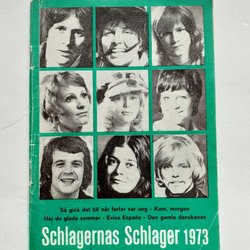 Så gick det till när farfar var ung - Kom, morgon
Hej du glada sommar - Eviva España - Den gamla dansbanan
Schlagernas Schlager 1973